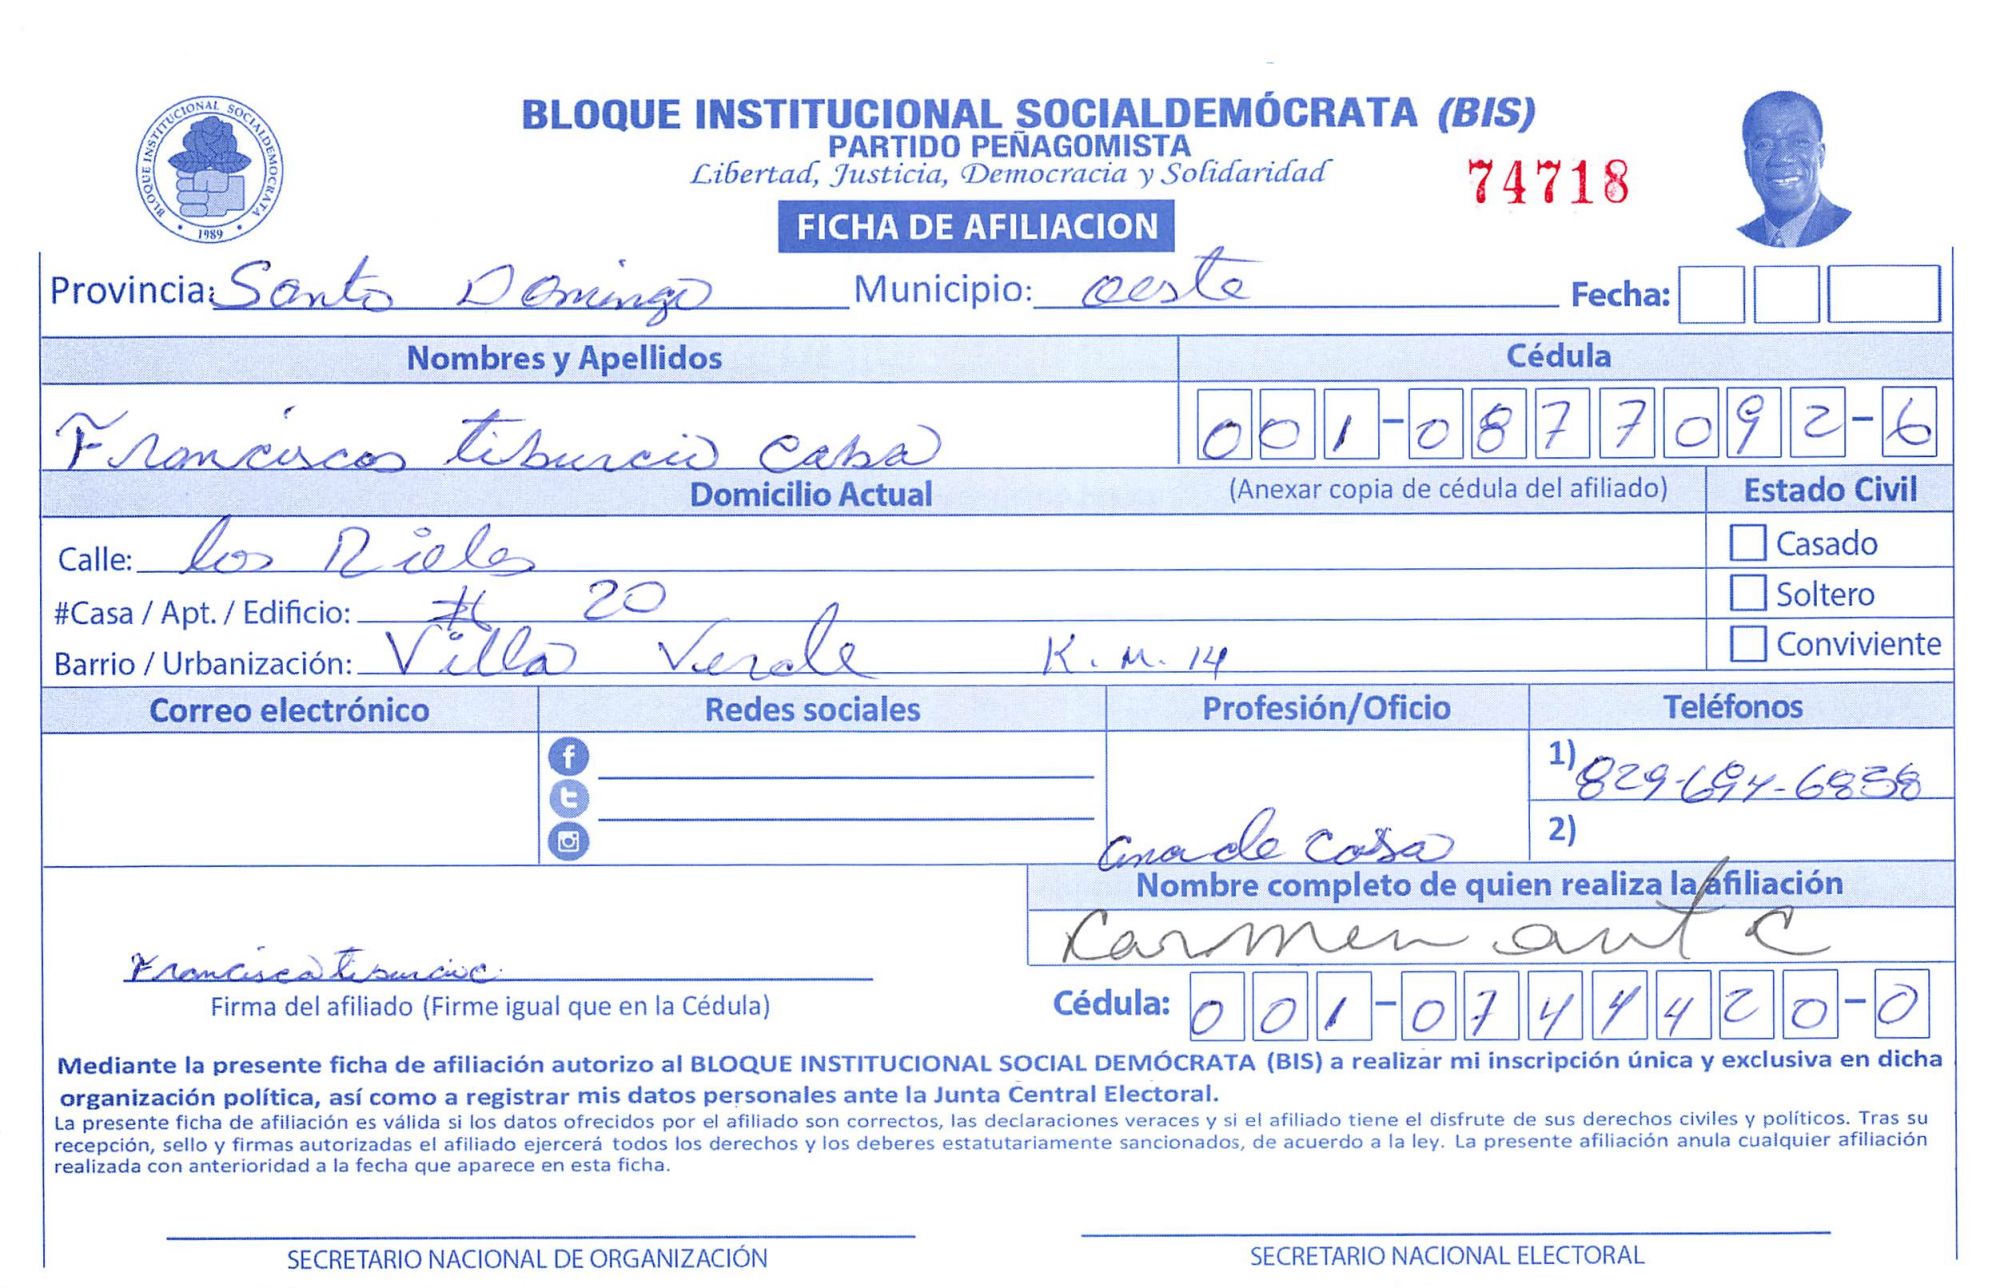 BLOQUE INSTITUCIONAL SOCIALDEMOCRATA
1989
BLOQUE INSTITUCIONAL SOCIALDEMÓCRATA (BIS)
PARTIDO PEÑAGOMISTA
Libertad, Justicia, Democracia y Solidaridad
74718
FICHA DE AFILIACION
Provincia: Santo Domingo Municipio: oeste Fecha:
Nombres y Apellidos Cédula
Francisca tiburcio Caba 001-0877092-6
Domicilio Actual (Anexar copia de cédula del afiliado) Estado Civil
Calle: los Rieles Casado
#Casa / Apt. / Edificio: # 20 Soltero
Barrio / Urbanización: Villa Verde K.M. 14 Conviviente
Correo electrónico Redes sociales Profesión/Oficio Teléfonos
1) 829-694-6838
2)
ama de Casa
Nombre completo de quien realiza la afiliación
Carmen ant C
Francisca tiburcio C.
Firma del afiliado (Firme igual que en la Cédula) Cédula: 001-0744420-0
Mediante la presente ficha de afiliación autorizo al BLOQUE INSTITUCIONAL SOCIAL DEMÓCRATA (BIS) a realizar mi inscripción única y exclusiva en dicha
organización política, así como a registrar mis datos personales ante la Junta Central Electoral.
La presente ficha de afiliación es válida si los datos ofrecidos por el afiliado son correctos, las declaraciones veraces y si el afiliado tiene el disfrute de sus derechos civiles y políticos. Tras su
recepción, sello y firmas autorizadas el afiliado ejercerá todos los derechos y los deberes estatutariamente sancionados, de acuerdo a la ley. La presente afiliación anula cualquier afiliación
realizada con anterioridad a la fecha que aparece en esta ficha.
SECRETARIO NACIONAL DE ORGANIZACIÓN SECRETARIO NACIONAL ELECTORAL